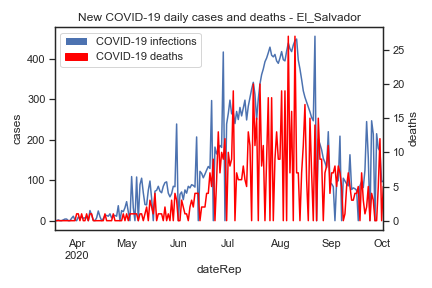 New COVID-19 daily cases and deaths - El_Salvador
COVID-19 infections
COVID-19 deaths
400
300
200
100
0
cases
25
20
15
10
5
0
deaths
Apr
2020
May
Jun
Jul
Aug
Sep
Oct
dateRep